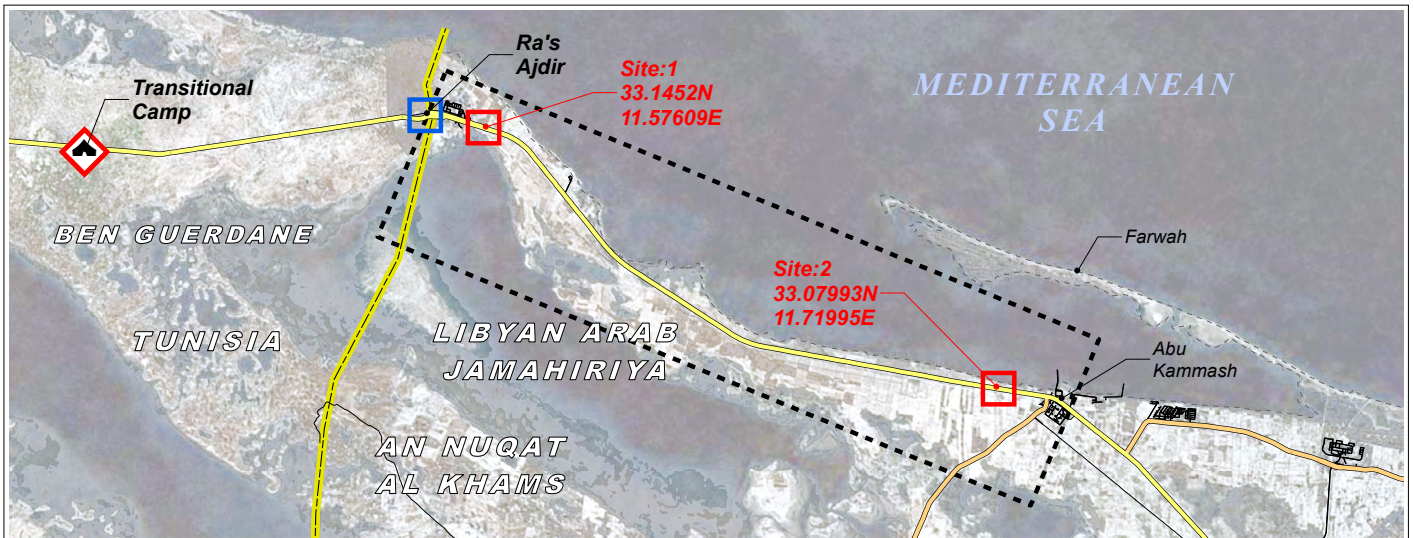 Transitional
Camp
Ra's
Ajdir
Site:1
33.1452N
11.57609E
MEDITERRANEAN
SEA
BEN GUERDANE
Farwah
Site:2
33.07993N
11.71995E
TUNISIA
LIBYAN ARAB
JAMAHIRIYA
Abu
Kammash
AN NUQAT
AL KHAMS